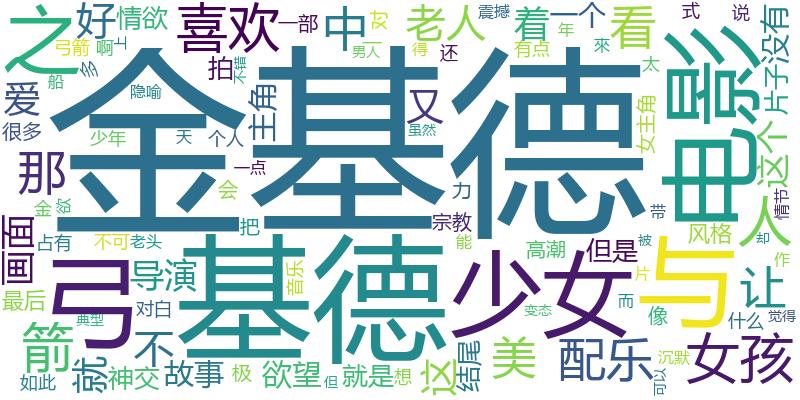 之
好
情欲
喜欢
一部
中
老人
震撼
着
一个
式
说
看
年
來
弓箭
啊
上
对
还
得
男人
有点
片子
没有
多
船
拍
不错
爱
很多
隐喻
主角
又
虽然
太
女主角
电影
这个
那
少年
天
个人
一点
金基德
会
力
人
情节
画面
金
欲
占有
不可
老头
把
宗教
能
带
被
却
风格
弓
基德
导演
音乐
高潮
但是
少女
与
片
作
让
最后
典型
对白
不
变态
而
像
什么
觉得
箭
就
如此
神交
故事
极
欲望
但
就是
想
这
结尾
美
配乐
沉默
可以
女孩